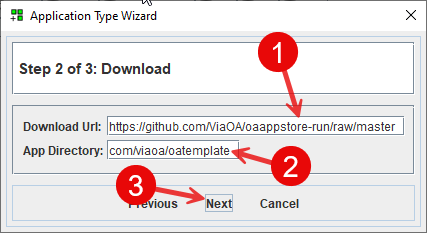 Application Type Wizard
Step 2 of 3: Download
1
Download Url: https://github.com/ViaOA/oaappstore-run/raw/master
App Directory: com/viaoa/oatemplate
2
3
Previous Next Cancel